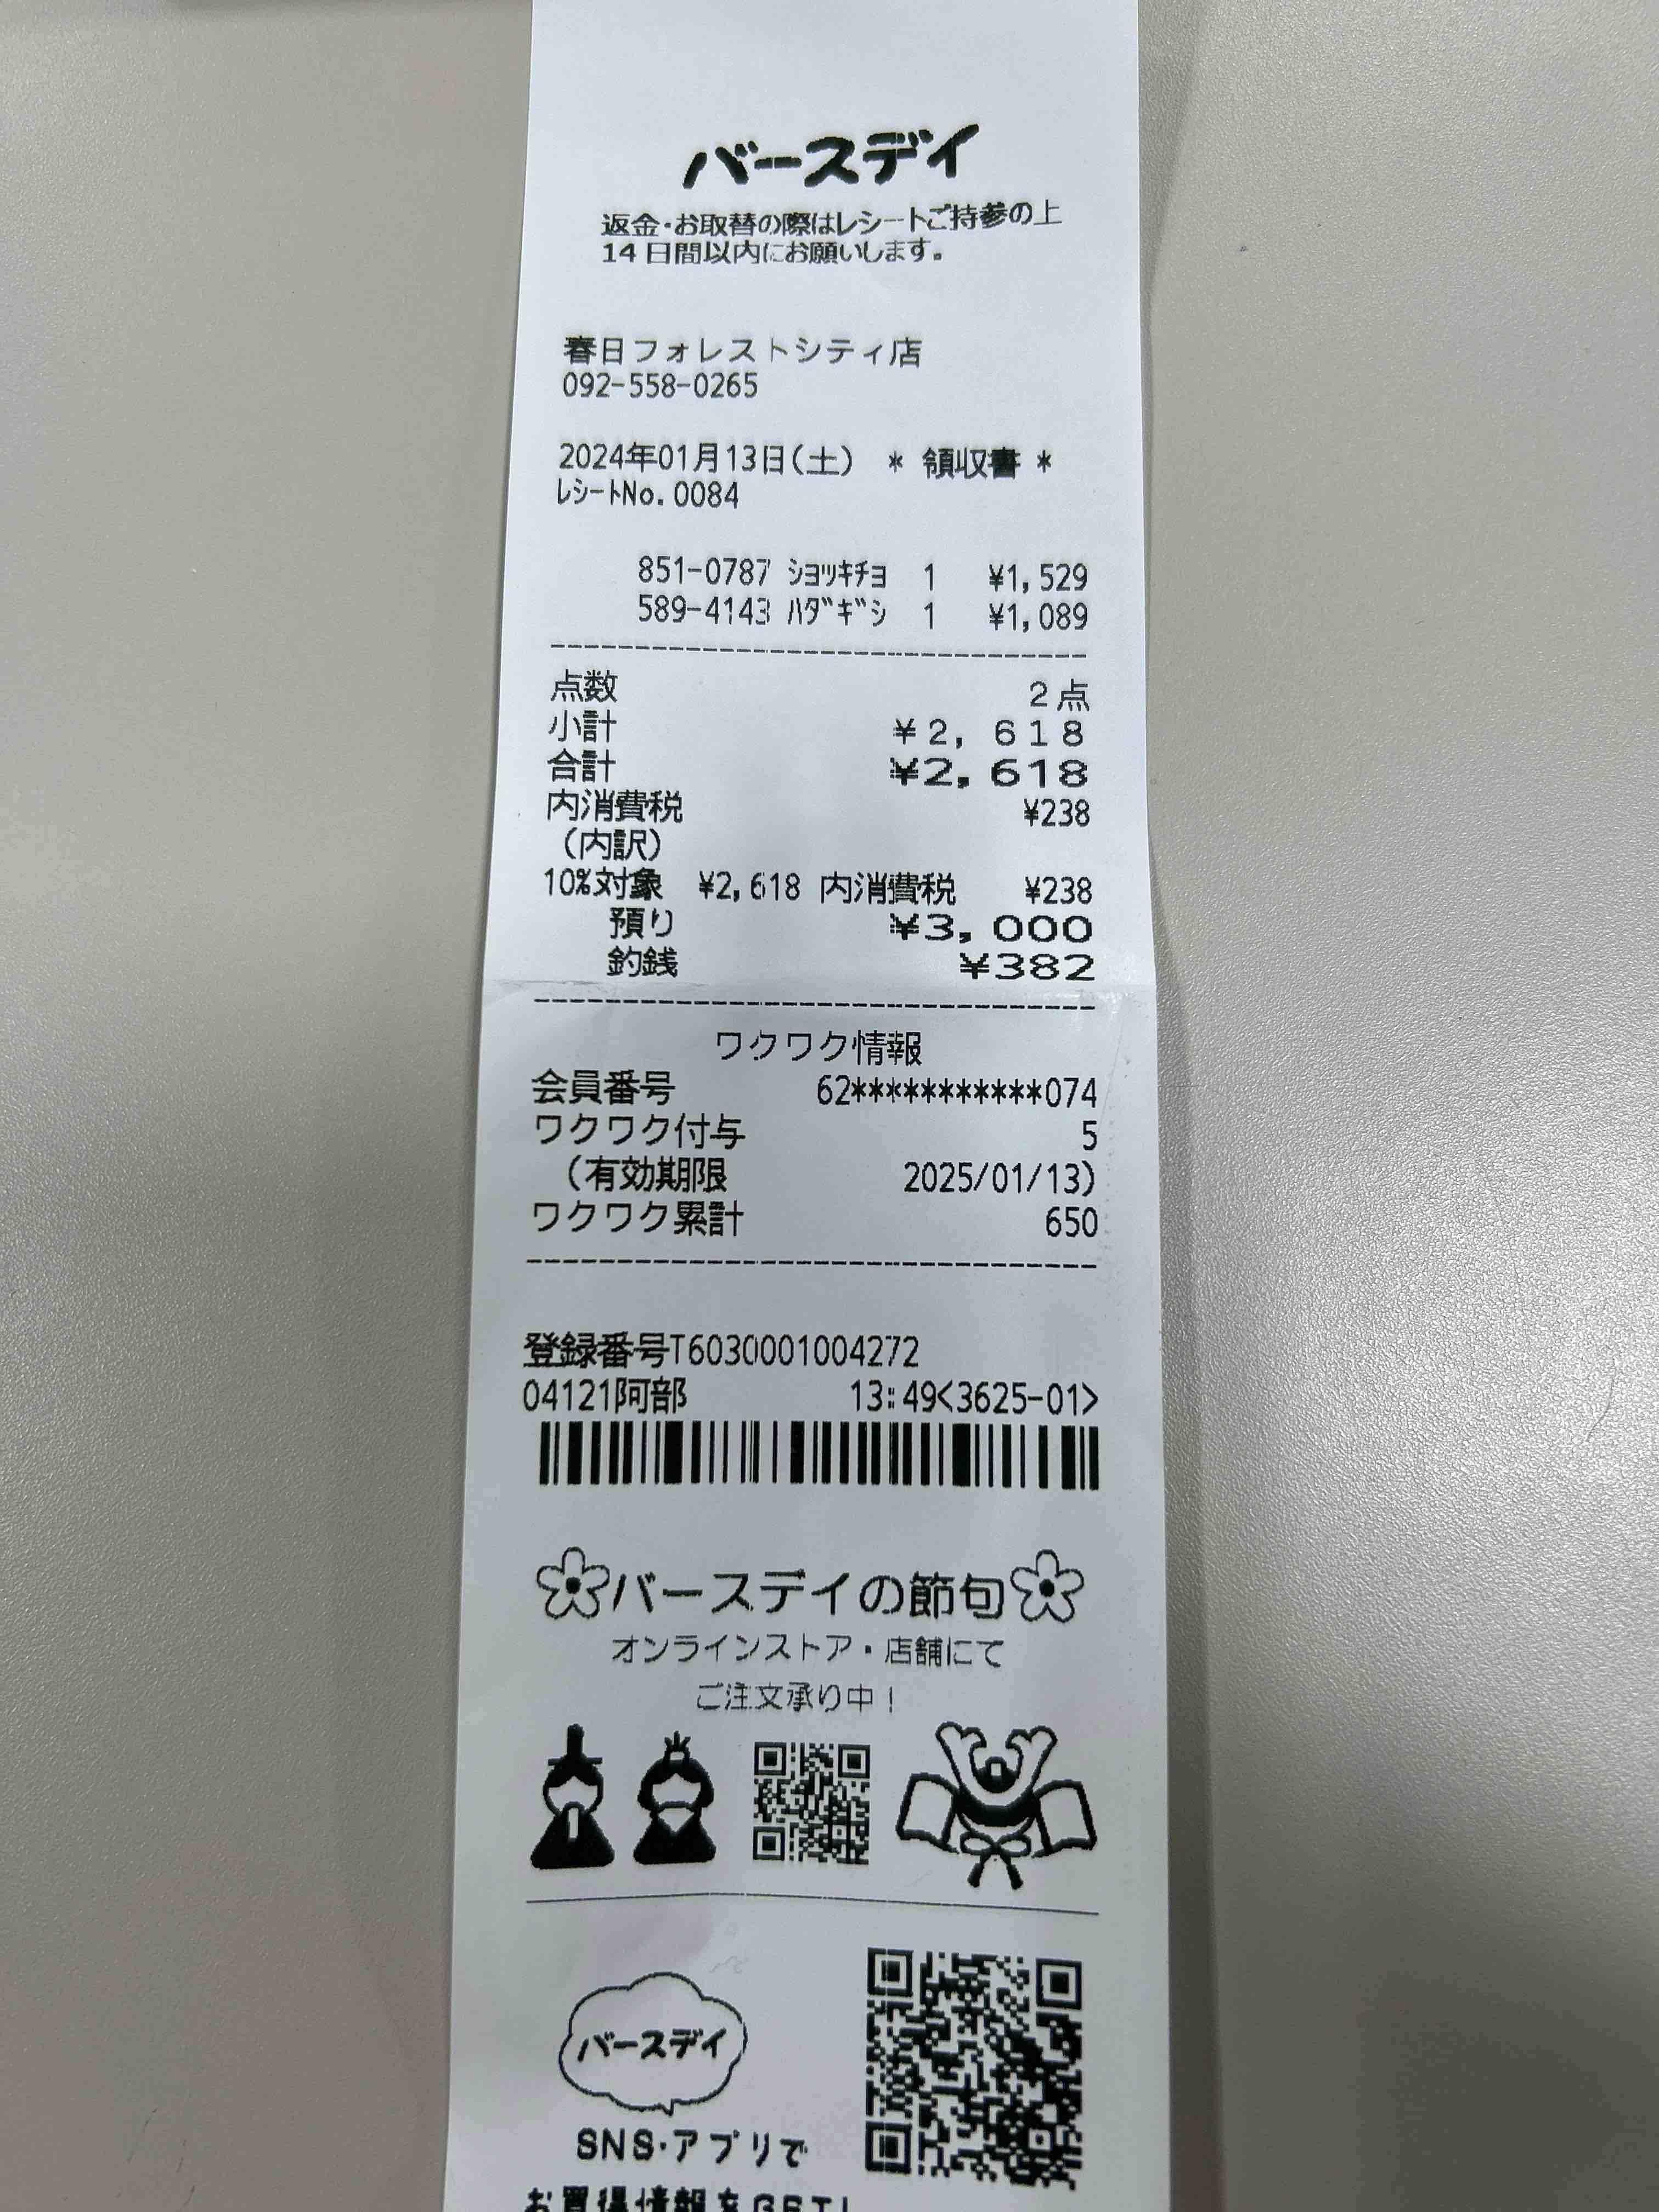 バースデイ
返金・お取替の際はレシートご持参の上
14日間以内にお願いします。
春日フォレストシティ店
092-558-0265
2024年01月13日(土) * 領収書 *
ﾚｼｰﾄNo.0084
851-0787 ｼﾖﾂｷﾁﾖ 1 ¥1,529
589-4143 ﾊﾀﾞｷﾞｼ 1 ¥1,089
点数 2点
小計 ¥2,618
合計 ¥2,618
内消費税 ¥238
(内訳)
10%対象 ¥2,618 内消費税 ¥238
預り ¥3,000
釣銭 ¥382
ワクワク情報
会員番号 62***********074
ワクワク付与 5
(有効期限 2025/01/13)
ワクワク累計 650
登録番号T6030001004272
04121阿部 13:49<3625-01>
バースデイの節句
オンラインストア・店舗にて
ご注文承り中！
バースデイ
SNS・アプリで
お買得情報をGET!